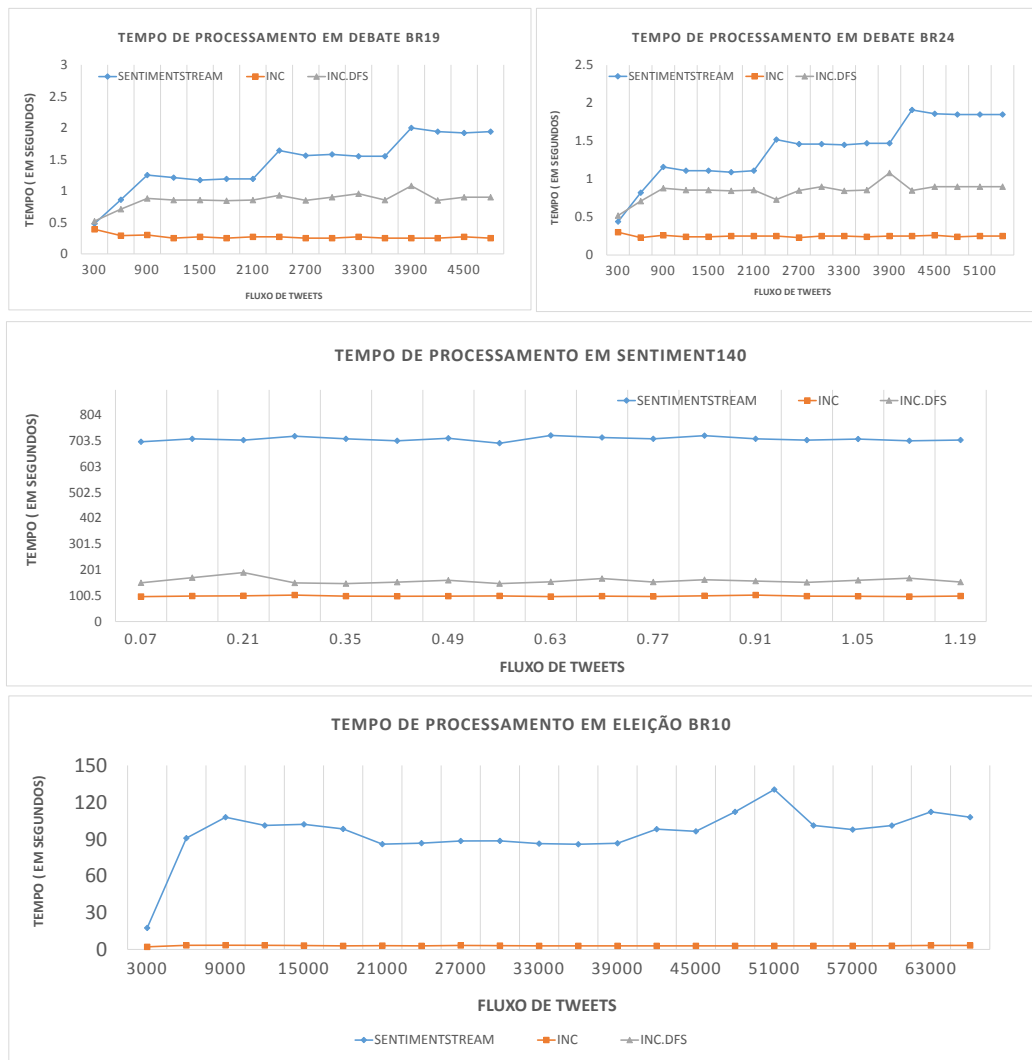 TEMPO DE PROCESSAMENTO EM DEBATE BR19
3
2.5
2
1.5
1
0.5
0
SENTIMENTSTREAM INC INC.DFS
TEMPO ( EM SEGUNDOS)
300 900 1500 2100 2700 3300 3900 4500
FLUXO DE TWEETS
TEMPO DE PROCESSAMENTO EM DEBATE BR24
2.5
2
1.5
1
0.5
0
SENTIMENTSTREAM INC INC.DFS
TEMPO ( EM SEGUNDOS)
300 900 1500 2100 2700 3300 3900 4500 5100
FLUXO DE TWEETS
TEMPO DE PROCESSAMENTO EM SENTIMENT140
SENTIMENTSTREAM INC INC.DFS
804
703.5
603
502.5
402
301.5
201
100.5
0
TEMPO ( EM SEGUNDOS)
0.07 0.21 0.35 0.49 0.63 0.77 0.91 1.05 1.19
FLUXO DE TWEETS
TEMPO DE PROCESSAMENTO EM ELEIÇÃO BR10
150
120
90
60
30
0
TEMPO ( EM SEGUNDOS)
3000 9000 15000 21000 27000 33000 39000 45000 51000 57000 63000
FLUXO DE TWEETS
SENTIMENTSTREAM INC INC.DFS